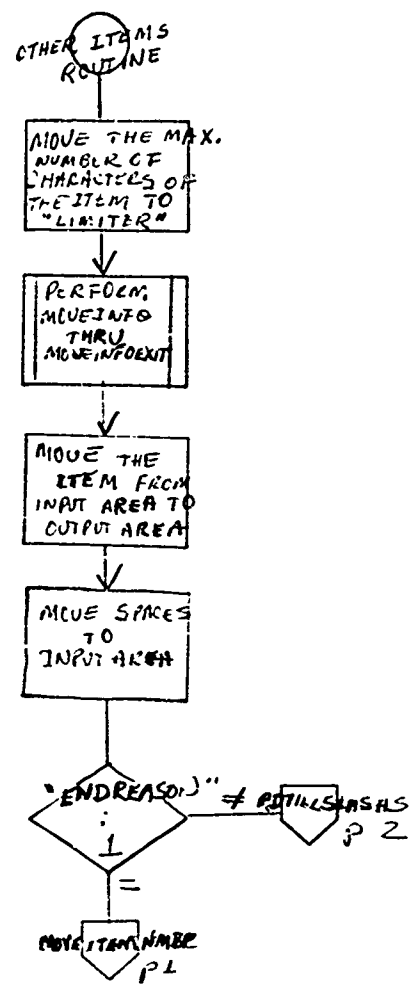 OTHER ITEMS
ROUTINE
MOVE THE MAX.
NUMBER OF
CHARACTERS OF
THE ITEM TO
"LIMITER"
PERFORM
MOVEINFO
THRU
MOVEINFOEXIT
MOVE THE
ITEM FROM
INPUT AREA TO
OUTPUT AREA
MOVE SPACES
TO
INPUT AREA
"ENDREASON"
:
1
≠
P 2
=
MOVEITEMNMBR
P1